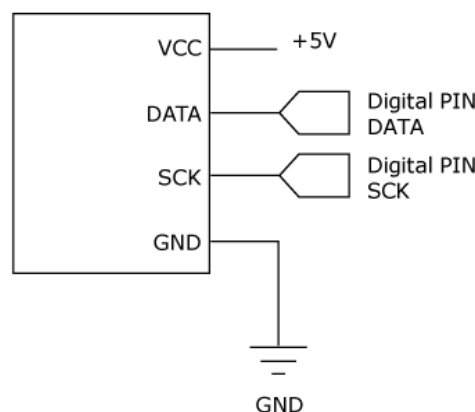 VCC
+5V
DATA
Digital PIN
DATA
SCK
Digital PIN
SCK
GND
GND